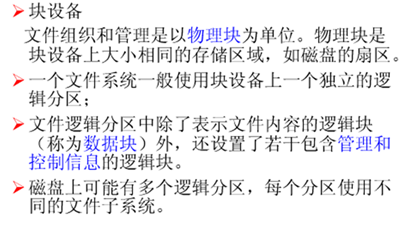 ➢块设备
文件组织和管理是以物理块为单位。物理块是
块设备上大小相同的存储区域，如磁盘的扇区。
➢一个文件系统一般使用块设备上一个独立的逻
辑分区；
➢文件逻辑分区中除了表示文件内容的逻辑块
（称为数据块）外，还设置了若干包含管理和
控制信息的逻辑块。
➢磁盘上可能有多个逻辑分区，每个分区使用不
同的文件子系统。